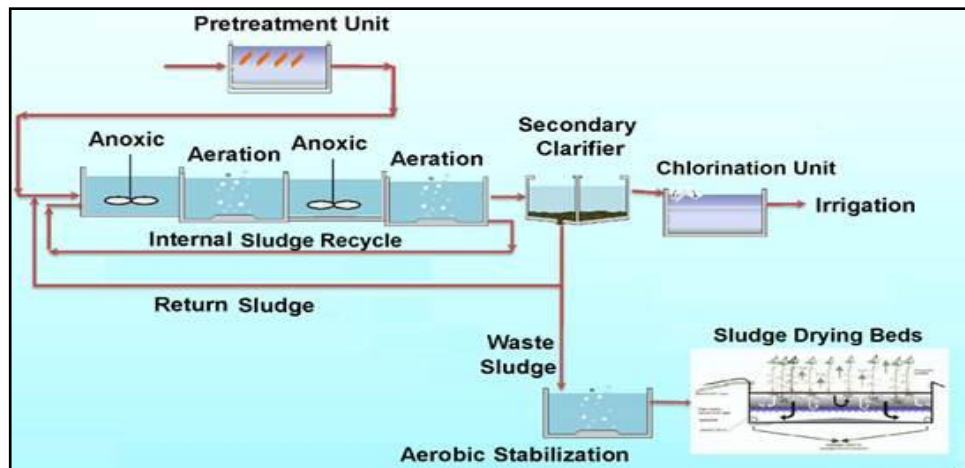 Pretreatment Unit
Anoxic
Aeration
Anoxic
Aeration
Secondary
Clarifier
Chlorination Unit
Irrigation
Internal Sludge Recycle
Return Sludge
Waste
Sludge
Sludge Drying Beds
Aerobic Stabilization